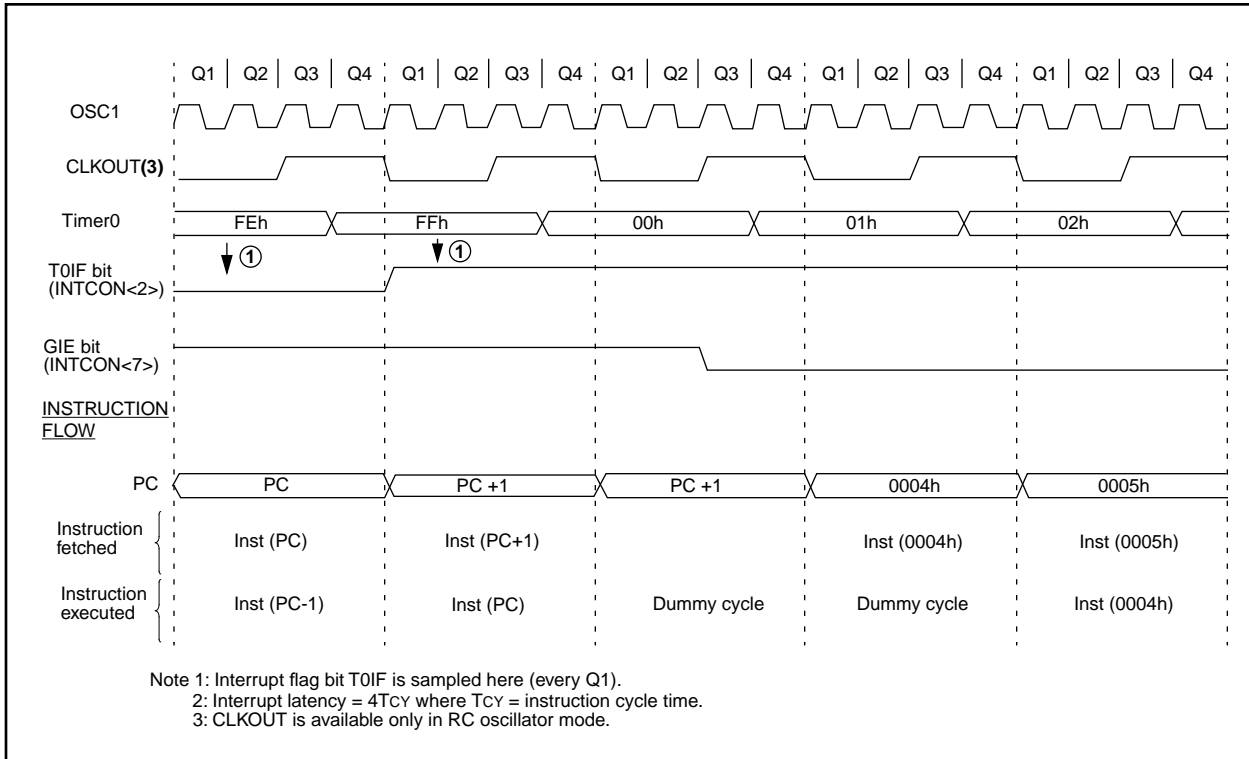 Q1 Q2 Q3 Q4 Q1 Q2 Q3 Q4 Q1 Q2 Q3 Q4 Q1 Q2 Q3 Q4 Q1 Q2 Q3 Q4
OSC1
CLKOUT(3)
Timer0 FEh FFh 00h 01h 02h
1 1
T0IF bit
(INTCON<2>)
GIE bit
(INTCON<7>)
INSTRUCTION
FLOW
PC PC PC +1 PC +1 0004h 0005h
Instruction
fetched
Inst (PC) Inst (PC+1) Inst (0004h) Inst (0005h)
Instruction
executed
Inst (PC-1) Inst (PC) Dummy cycle Dummy cycle Inst (0004h)
Note 1: Interrupt flag bit T0IF is sampled here (every Q1).
2: Interrupt latency = 4TCY where TCY = instruction cycle time.
3: CLKOUT is available only in RC oscillator mode.